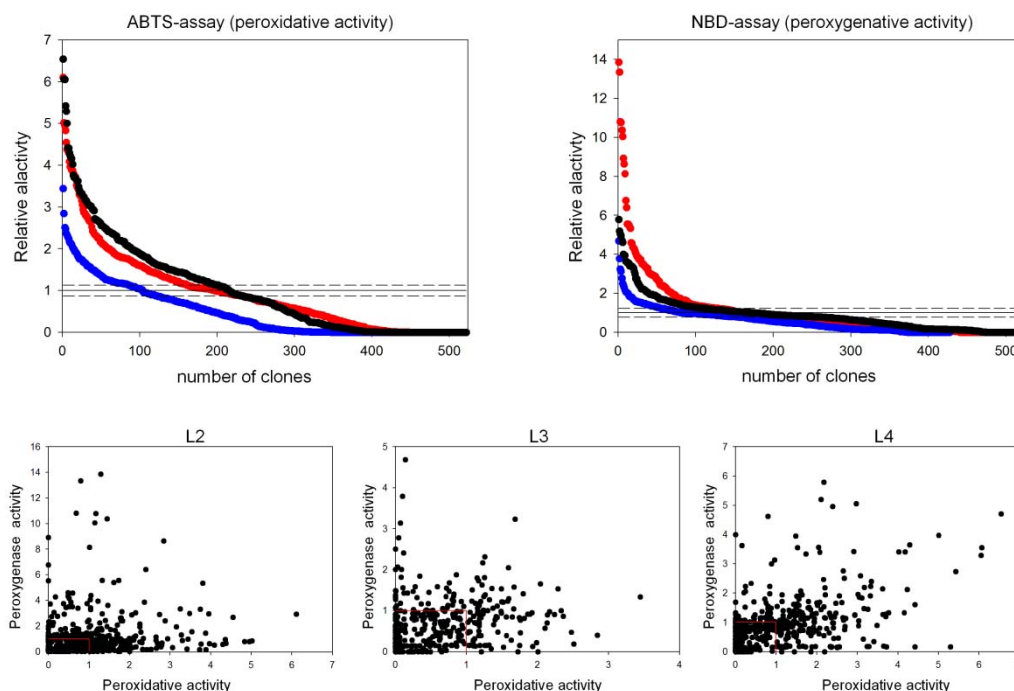 ABTS-assay (peroxidative activity)
7
6
5
4
3
2
1
0
Relative alactivty
0 100 200 300 400 500
number of clones
NBD-assay (peroxygenative activity)
14
12
10
8
6
4
2
0
Relative alactivity
0 100 200 300 400 500
number of clones
L2
16
14
12
10
8
6
4
2
0
Peroxygenase activity
0 1 2 3 4 5 6 7
Peroxidative activity
L3
5
4
3
2
1
0
Peroxygenase activity
0 1 2 3 4
Peroxidative activity
L4
7
6
5
4
3
2
1
0
Peroxygenase activity
0 1 2 3 4 5 6
Peroxidative activity